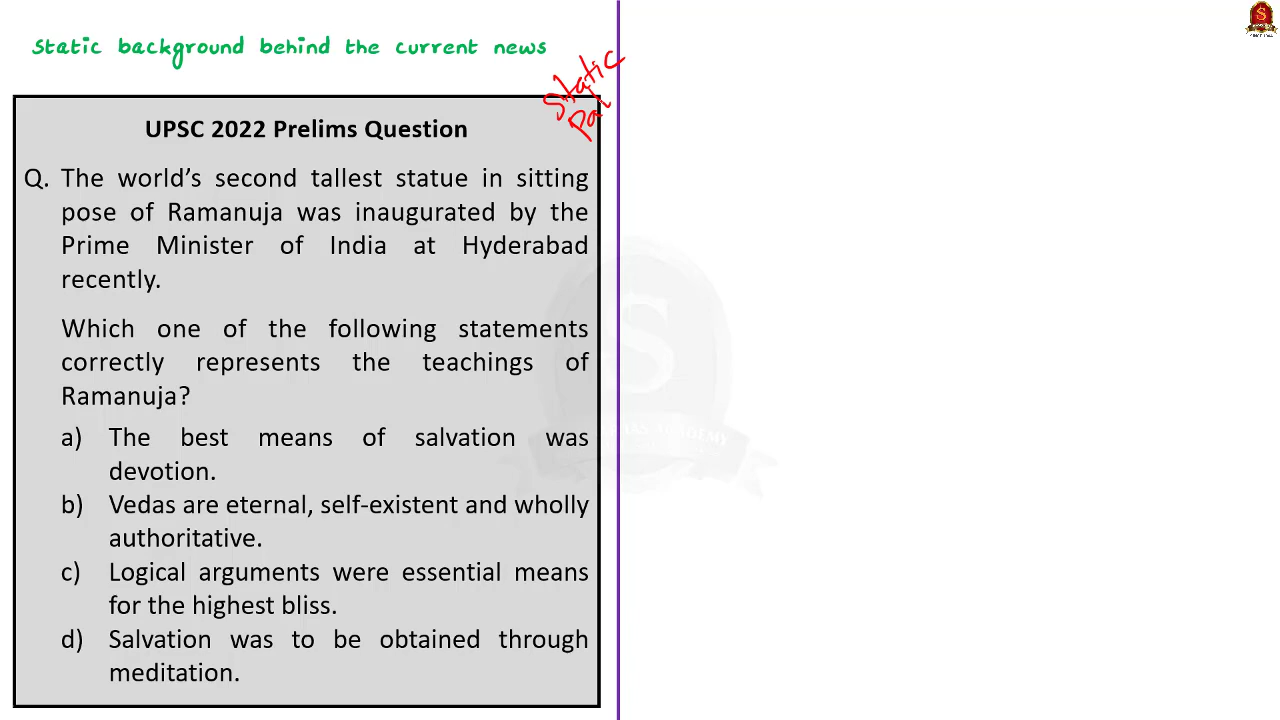 static background behind the current news
Static
UPSC 2022 Prelims Question
Q. The world's second tallest statue in sitting
pose of Ramanuja was inaugurated by the
Prime Minister of India at Hyderabad
recently.
Which one of the following statements
correctly represents the teachings of
Ramanuja?
a) The best means of salvation was
devotion.
b) Vedas are eternal, self-existent and wholly
authoritative.
c) Logical arguments were essential means
for the highest bliss.
d) Salvation was to be obtained through
meditation.